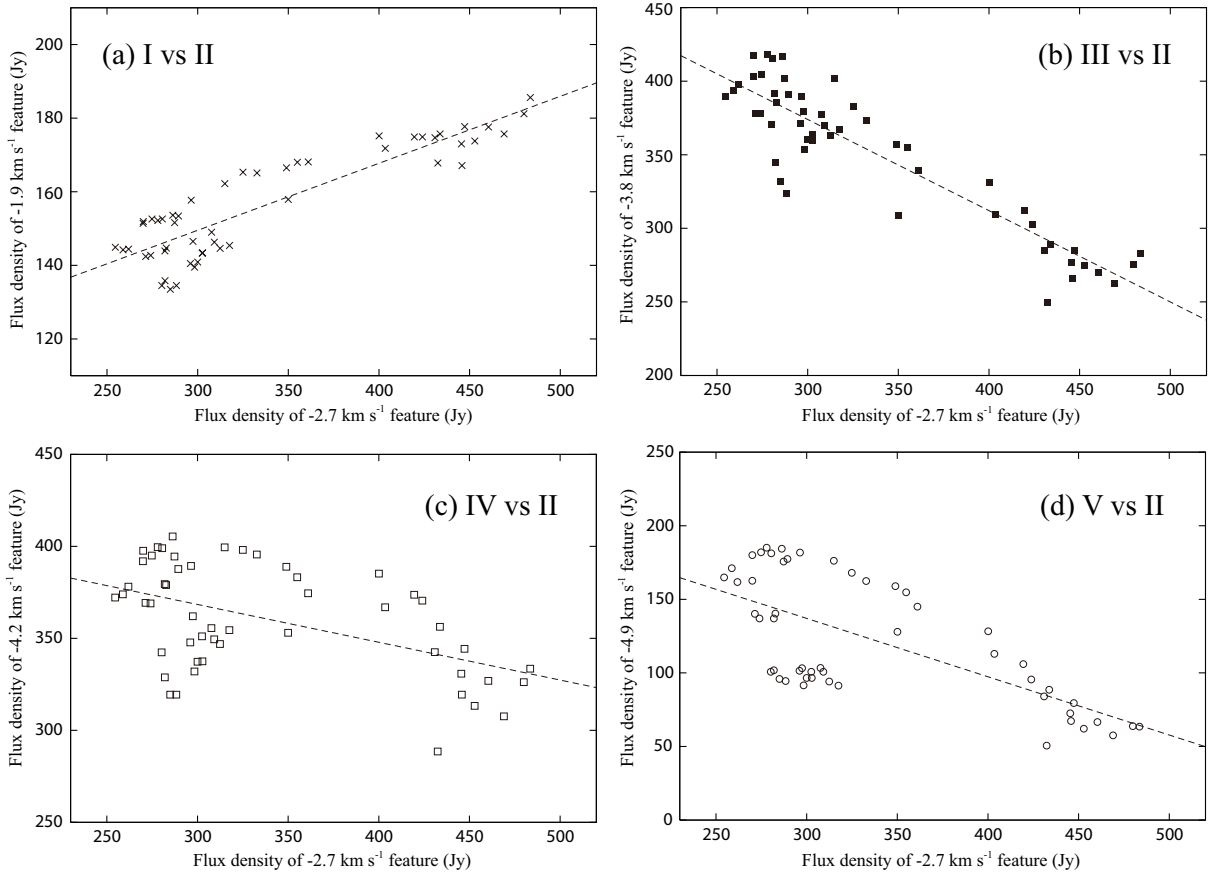 (a) I vs II
Flux density of -1.9 km s⁻¹ feature (Jy)
200
180
160
140
120
250 300 350 400 450 500
Flux density of -2.7 km s⁻¹ feature (Jy)
(b) III vs II
Flux density of -3.8 km s⁻¹ feature (Jy)
450
400
350
300
250
200
250 300 350 400 450 500
Flux density of -2.7 km s⁻¹ feature (Jy)
(c) IV vs II
Flux density of -4.2 km s⁻¹ feature (Jy)
450
400
350
300
250
250 300 350 400 450 500
Flux density of -2.7 km s⁻¹ feature (Jy)
(d) V vs II
Flux density of -4.9 km s⁻¹ feature (Jy)
250
200
150
100
50
0
250 300 350 400 450 500
Flux density of -2.7 km s⁻¹ feature (Jy)